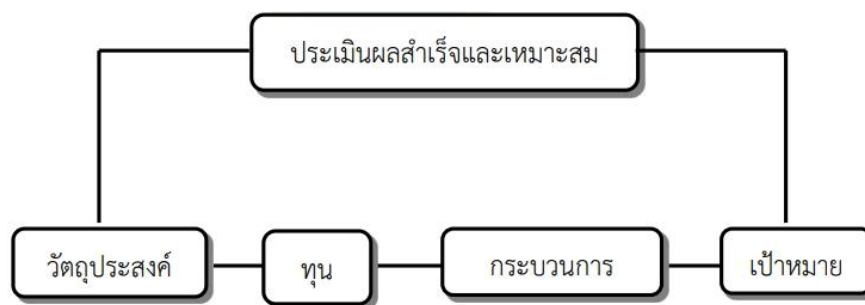 ประเมินผลสำเร็จและเหมาะสม
วัตถุประสงค์
ทุน
กระบวนการ
เป้าหมาย